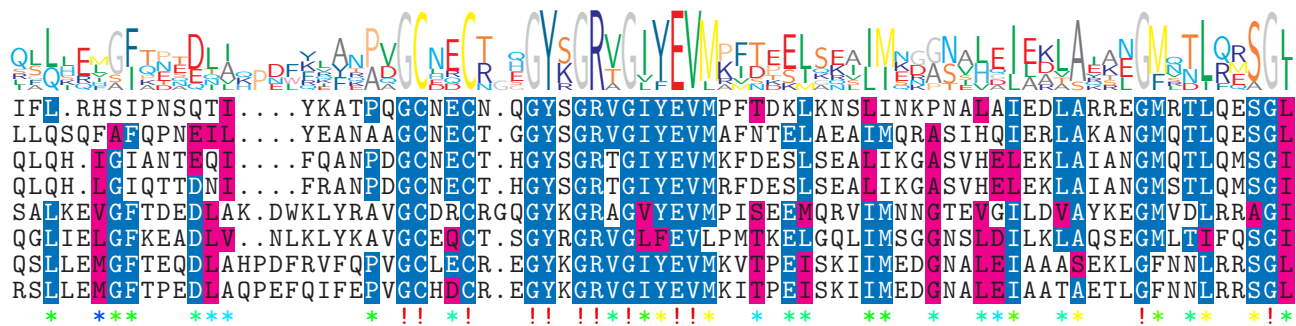 IFL.RHSIPNSQTI....YKATPQGCNECN.QGYSGRVGIYEVMPFTDKLKNSLINKPNALAIEDLARREGMRTLQESGL
LLQSQFAFQPNEIL....YEANAAGCNECT.GGYSGRVGIYEVMAFNTELAEAIMQRASIHQIERLAKANGMQTLQESGL
QLQH.IGIANTEQI....FQANPDGCNECT.HGYSGRTGIYEVMKFDESLSEALIKGASVHELEKLAIANGMQTLQMSGI
QLQH.LGIQTTDNI....FRANPDGCNECT.HGYSGRTGIYEVMRFDESLSEALIKGASVHELEKLAIANGMSTLQMSGI
SALKEVGFTDEDLAK.DWKLYRAVGCDRCRGQGYKGRAGVYEVMPISEEMQRVIMNNGTEVGILDVAYKEGMVDLRRAGI
QGLIELGFKEADLV..NLKLYKAVGCEQCT.SGYRGRVGLFEVLPMTKELGQLIMSGGNSLDILKLAQSEGMLTIFQSGI
QSLLEMGFTEQDLAHPDFRVFQPVGCLECR.EGYKGRVGIYEVMKVTPEISKIIMEDGNALEIAAASEKLGFNNLRRSGL
RSLLEMGFTPEDLAQPEFQIFEPVGCHDCR.EGYKGRVGIYEVMKITPEISKIIMEDGNALEIAATAETLGFNNLRRSGL
* *** *** * !! *! !! !!*!**!!* * ** ** ** * *** ** !* ** *!*